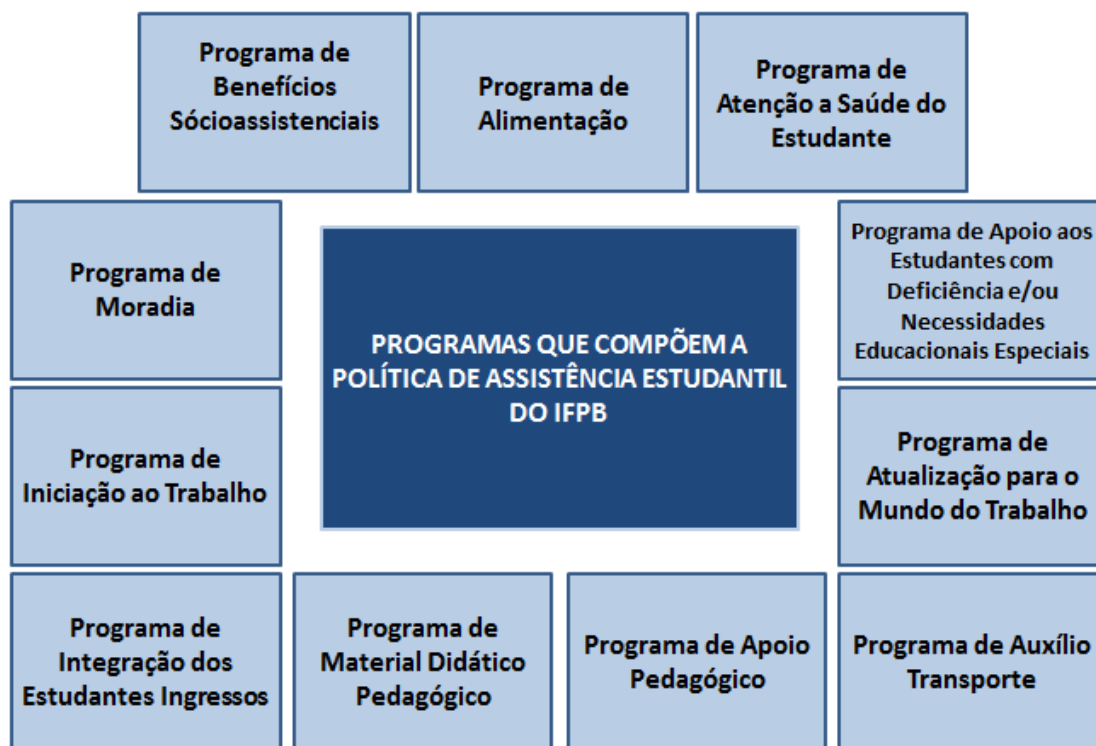 Programa de
Benefícios
Sócioassistenciais
Programa de
Alimentação
Programa de
Atenção a Saúde do
Estudante
Programa de
Moradia
PROGRAMAS QUE COMPÕEM A
POLÍTICA DE ASSISTÊNCIA ESTUDANTIL
DO IFPB
Programa de Apoio aos
Estudantes com
Deficiência e/ou
Necessidades
Educacionais Especiais
Programa de
Iniciação ao Trabalho
Programa de
Atualização para o
Mundo do Trabalho
Programa de
Integração dos
Estudantes Ingressos
Programa de
Material Didático
Pedagógico
Programa de Apoio
Pedagógico
Programa de Auxílio
Transporte